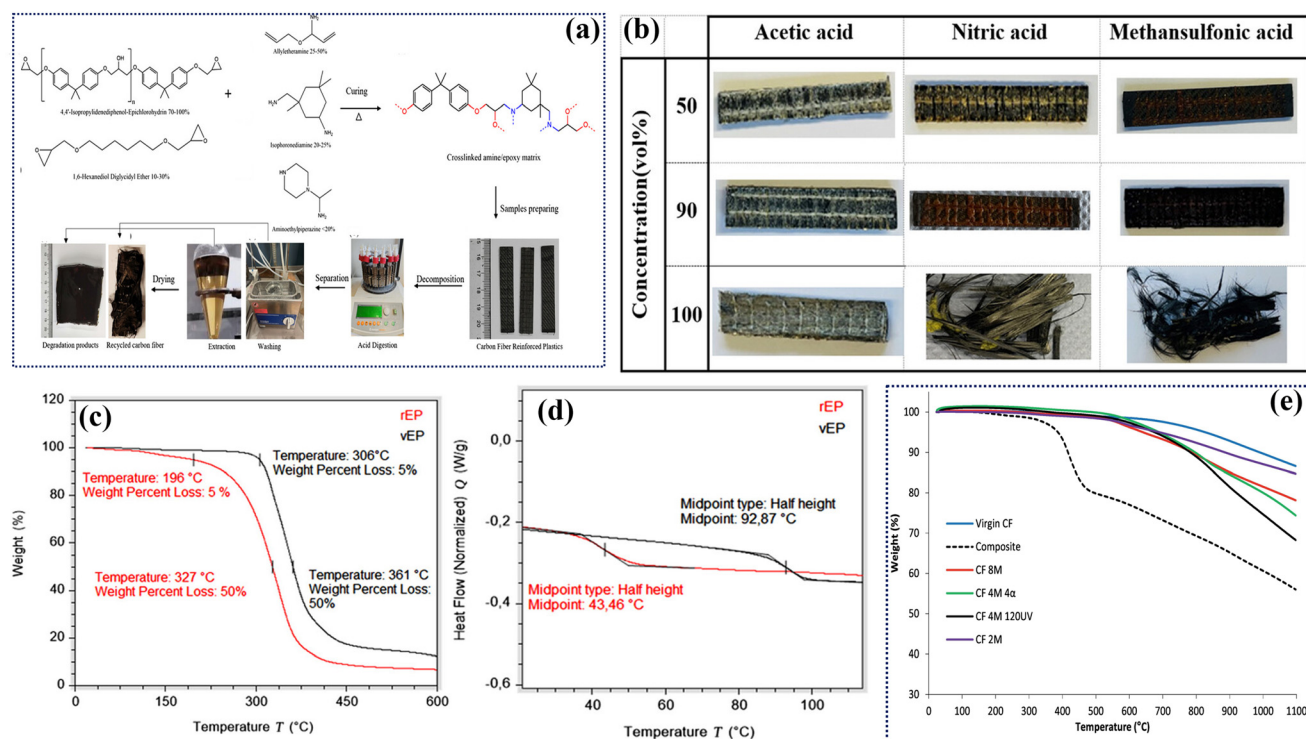 (a)
NH₂
Allyletheramine 25-50%
OH
n
4,4'-Isopropylidenediphenol-Epichlorohydrin 70-100%
+
NH₂
NH₂
Isophoronediamine 20-25%
Curing
Δ
Crosslinked amine/epoxy matrix
1,6-Hexanediol Diglycidyl Ether 10-30%
HN
N
NH₂
Aminoethylpiperazine <20%
Samples preparing
Drying
Separation
Decomposition
Degradation products
Recycled carbon fiber
Extraction
Washing
Acid Digestion
Carbon Fiber Reinforced Plastics
(b)
Acetic acid
Nitric acid
Methansulfonic acid
Concentration(vol%)
50
90
100
(c)
rEP
vEP
Temperature: 306°C
Weight Percent Loss: 5%
Temperature: 196 °C
Weight Percent Loss: 5 %
Temperature: 327 °C
Weight Percent Loss: 50%
Temperature: 361 °C
Weight Percent Loss:
50%
Weight (%)
120
100
80
60
40
20
0
0
150
300
450
600
Temperature T (°C)
(d)
rEP
vEP
Midpoint type: Half height
Midpoint: 92,87 °C
Midpoint type: Half height
Midpoint: 43,46 °C
Heat Flow (Normalized) Q (W/g)
0,0
-0,2
-0,4
-0,6
40
60
80
100
Temperature T (°C)
(e)
Weight (%)
100
90
80
70
60
50
40
30
Virgin CF
Composite
CF 8M
CF 4M 4α
CF 4M 120UV
CF 2M
0
100
200
300
400
500
600
700
800
900
1000
1100
Temperature (°C)